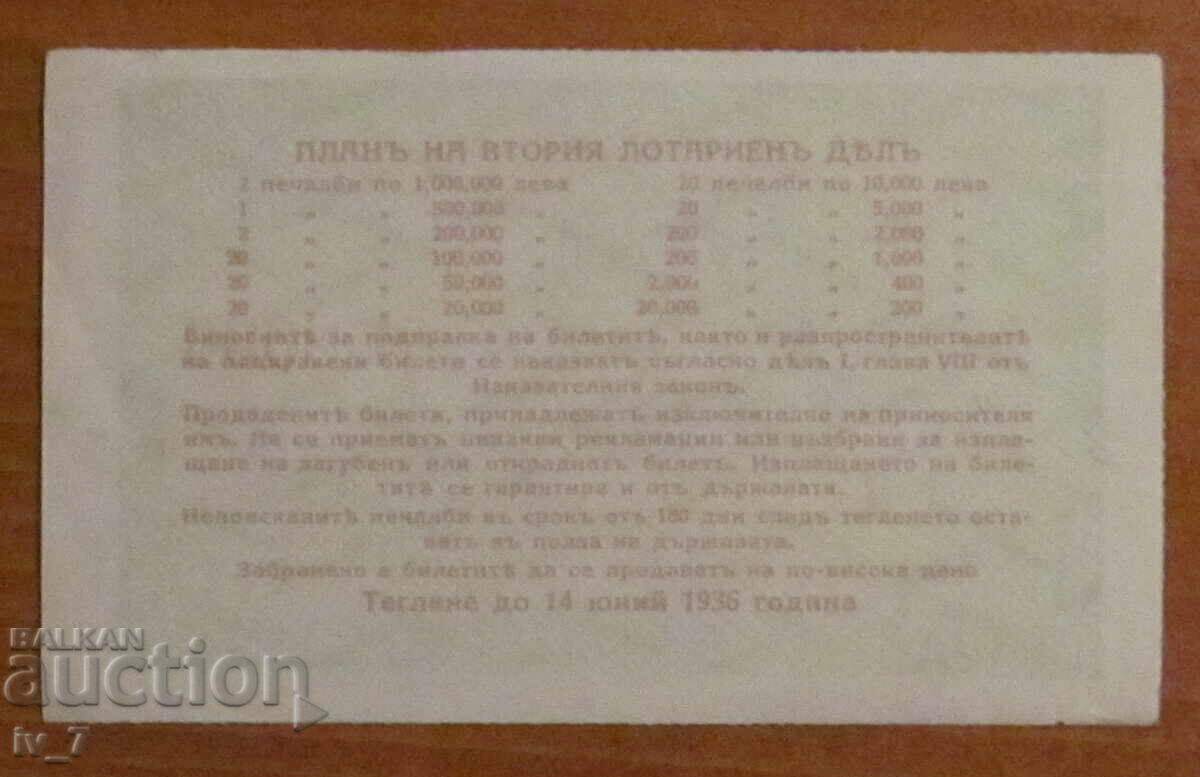 ПЛАНЪ НА ВТОРИЯ ЛОТАРИЕНЪ ДѢЛЪ
2 печалби по 1,000,000 лева 20 печалби по 10,000 лева
1 „ „ 500,000 „ 20 „ „ 5,000 „
2 „ „ 200,000 „ 200 „ „ 2,000 „
20 „ „ 100,000 „ 200 „ „ 1,000 „
20 „ „ 50,000 „ 2,000 „ „ 400 „
20 „ „ 20,000 „ 20,000 „ „ 200 „
Виновнитѣ за подправка на билетитѣ, както и разпространителитѣ
на подправени билети се наказватъ съгласно дѣлъ I, глава VIII отъ
Наказателния законъ.
Продаденитѣ билети, принадлежатъ изключително на приносителя
имъ. Не се приематъ никакви рекламации или възбрани за изпла-
щане на загубенъ или откраднатъ билетъ. Изплащането на биле-
титѣ се гарантира и отъ държавата.
Непоисканитѣ печалби въ срокъ отъ 180 дни следъ тегленето оста-
ватъ въ полза на държавата.
Забранено е билетитѣ да се продаватъ на по-висока цена
Теглене до 14 юний 1936 година
BALKAN
auction
iv_7